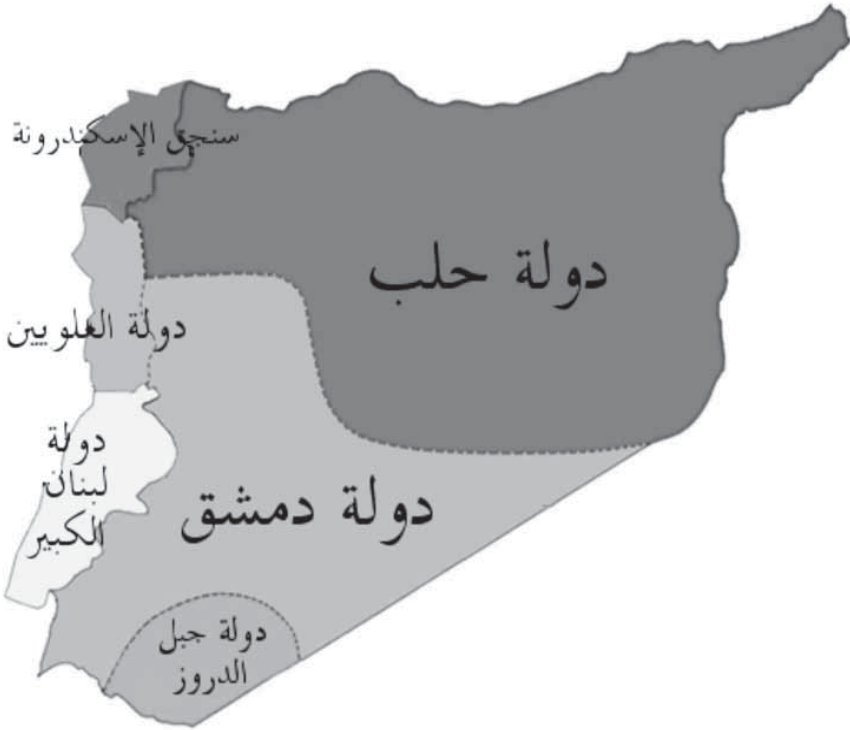 سنجق الإسكندرونة
دولة حلب
دولة العلويين
دولة
لبنان
الكبير
دولة دمشق
دولة جبل
الدروز